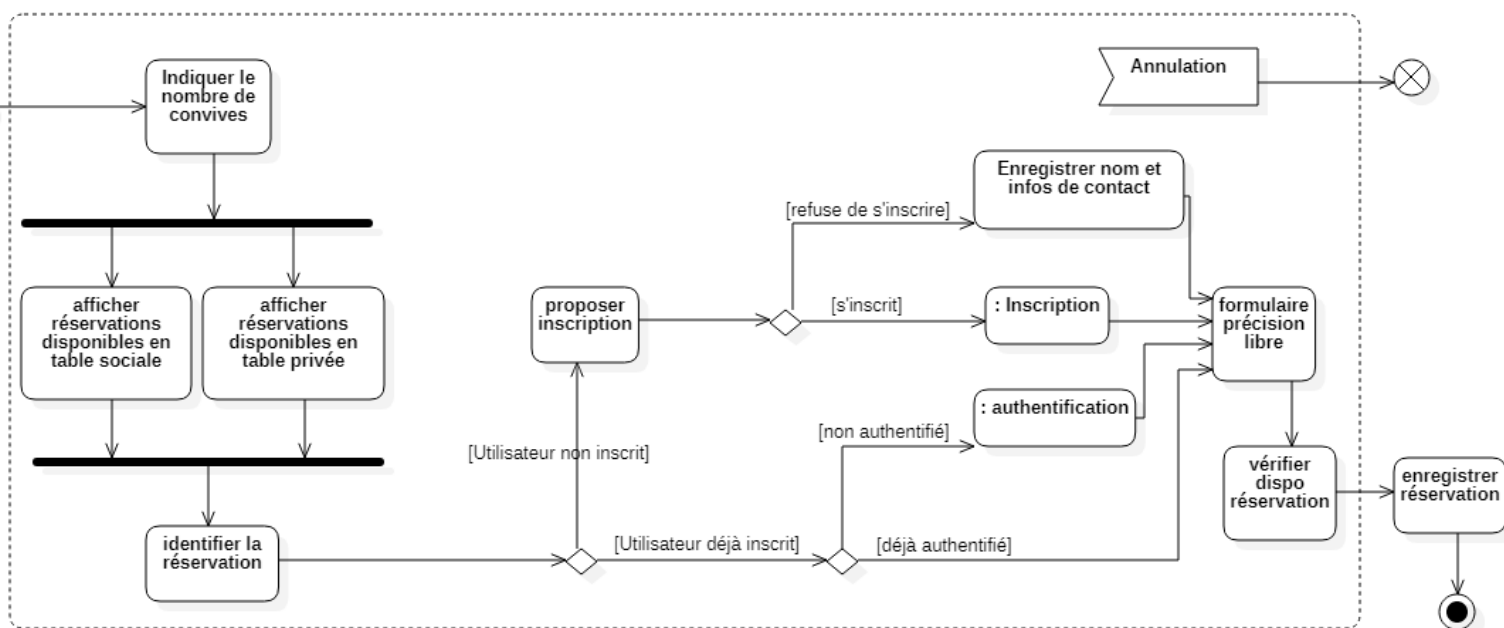 Indiquer le
nombre de
convives
Annulation
Enregistrer nom et
infos de contact
[refuse de s'inscrire]
afficher
réservations
disponibles en
table sociale
afficher
réservations
disponibles en
table privée
proposer
inscription
[s'inscrit]
: Inscription
formulaire
précision
libre
: authentification
[non authentifié]
[Utilisateur non inscrit]
vérifier
dispo
réservation
enregistrer
réservation
identifier la
réservation
[Utilisateur déjà inscrit]
[déjà authentifié]